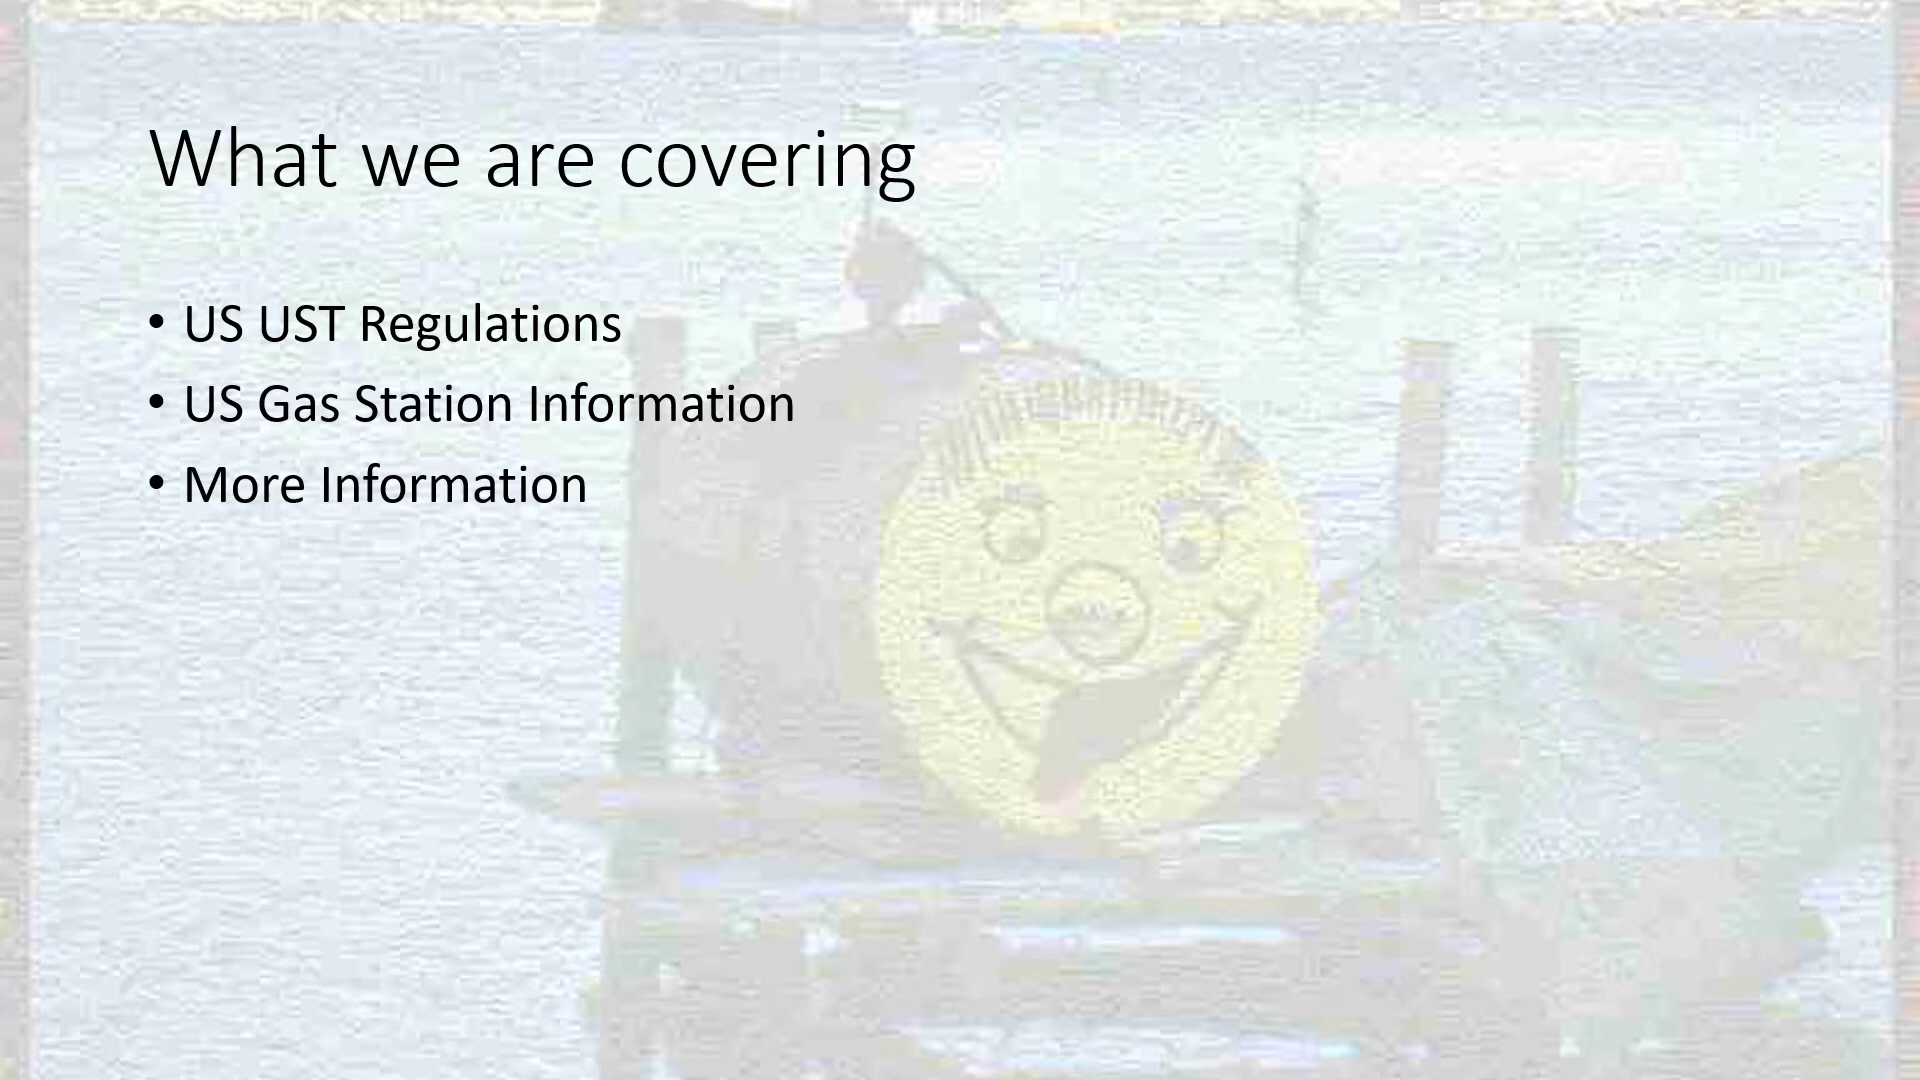 What we are covering
• US UST Regulations
• US Gas Station Information
• More Information